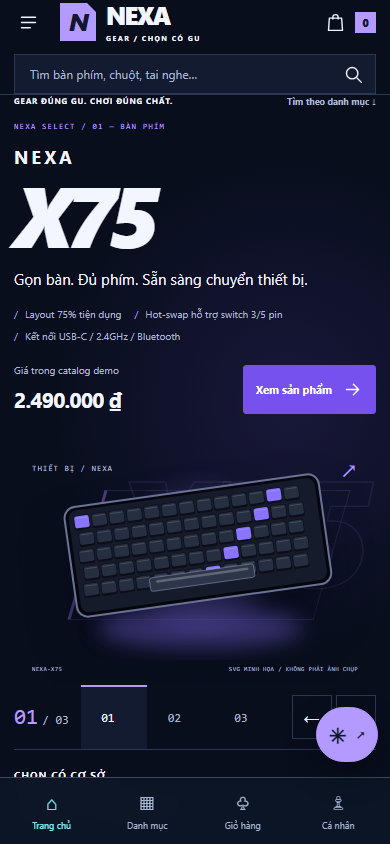 N NEXA
GEAR / CHỌN CÓ GU
0
Tìm bàn phím, chuột, tai nghe...
GEAR ĐÚNG GU. CHƠI ĐÚNG CHẤT.
Tìm theo danh mục ↓
NEXA SELECT / 01 — BÀN PHÍM
NEXA
X75
Gọn bàn. Đủ phím. Sẵn sàng chuyển thiết bị.
/ Layout 75% tiện dụng / Hot-swap hỗ trợ switch 3/5 pin
/ Kết nối USB-C / 2.4GHz / Bluetooth
Giá trong catalog demo
2.490.000 ₫
Xem sản phẩm →
THIẾT BỊ / NEXA
↗
NEXA-X75
SVG MINH HỌA / KHÔNG PHẢI ẢNH CHỤP
01 / 03
01
02
03
←
↗
CHỌN CÓ CƠ SỞ
Trang chủ
Danh mục
Giỏ hàng
Cá nhân